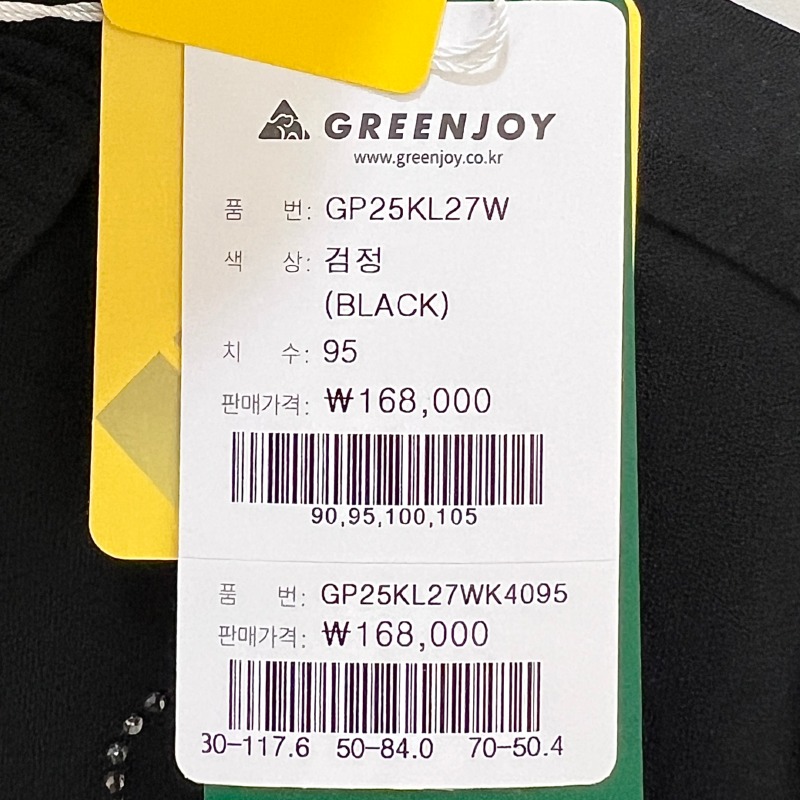 GREENJOY
www.greenjoy.co.kr
품 번: GP25KL27W
색 상: 검정
(BLACK)
치 수: 95
판매가격: ₩168,000
90,95,100,105
품 번: GP25KL27WK4095
판매가격: ₩168,000
30-117.6 50-84.0 70-50.4